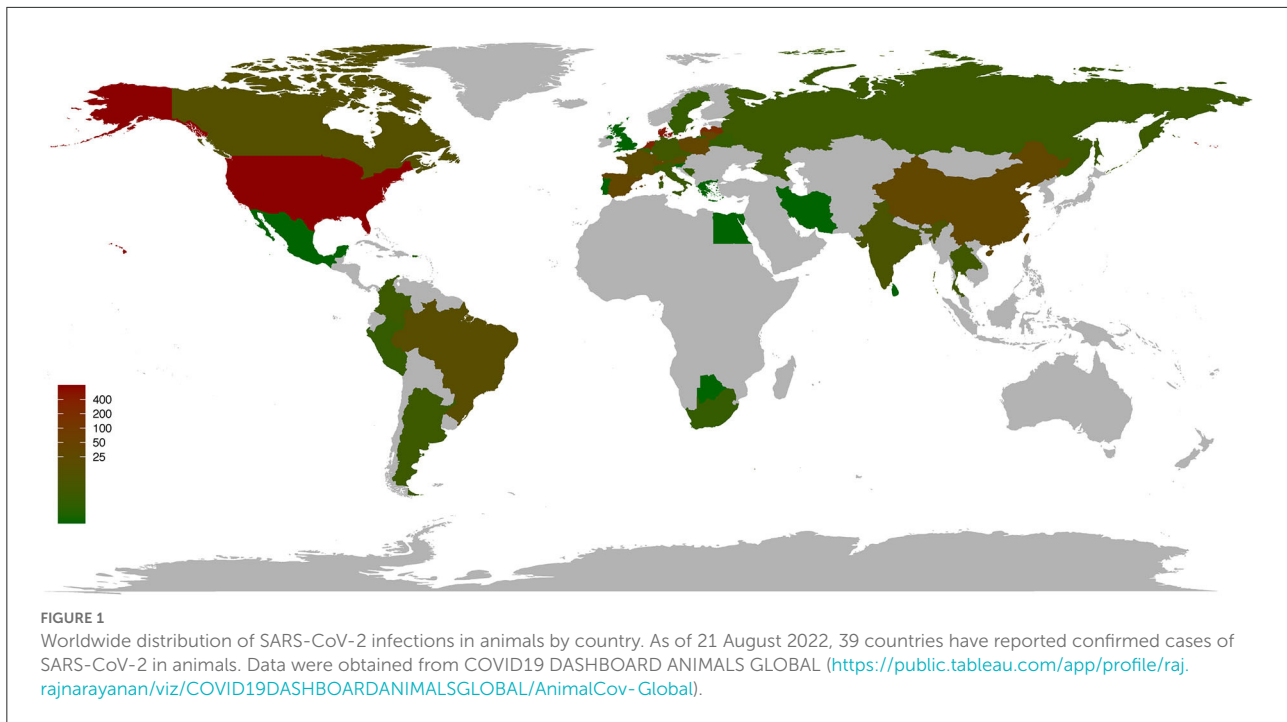 400
200
100
50
25
FIGURE 1
Worldwide distribution of SARS-CoV-2 infections in animals by country. As of 21 August 2022, 39 countries have reported confirmed cases of
SARS-CoV-2 in animals. Data were obtained from COVID19 DASHBOARD ANIMALS GLOBAL (https://public.tableau.com/app/profile/raj.
rajnarayanan/viz/COVID19DASHBOARDANIMALSGLOBAL/AnimalCov-Global).